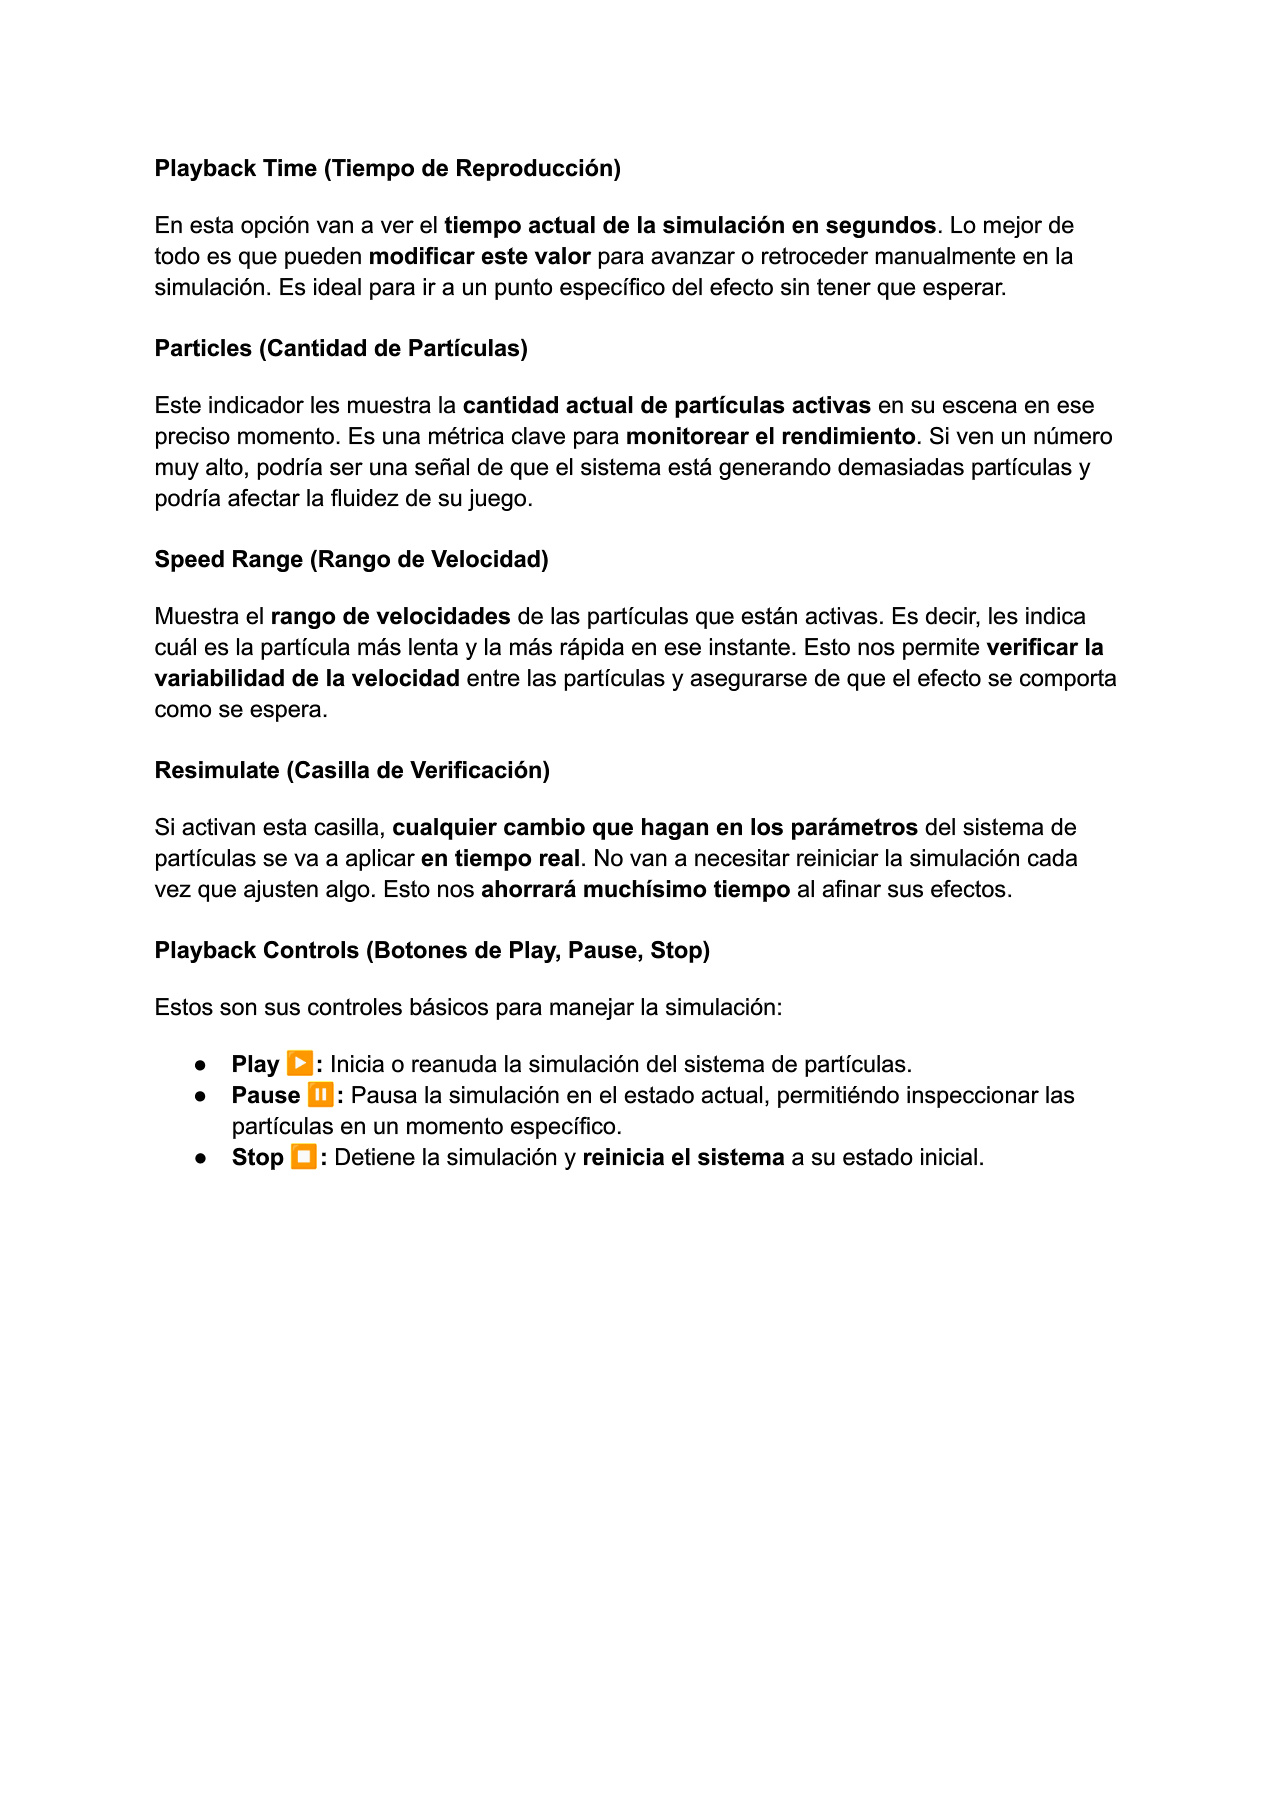 Playback Time (Tiempo de Reproducción)
En esta opción van a ver el tiempo actual de la simulación en segundos. Lo mejor de
todo es que pueden modificar este valor para avanzar o retroceder manualmente en la
simulación. Es ideal para ir a un punto específico del efecto sin tener que esperar.
Particles (Cantidad de Partículas)
Este indicador les muestra la cantidad actual de partículas activas en su escena en ese
preciso momento. Es una métrica clave para monitorear el rendimiento. Si ven un número
muy alto, podría ser una señal de que el sistema está generando demasiadas partículas y
podría afectar la fluidez de su juego.
Speed Range (Rango de Velocidad)
Muestra el rango de velocidades de las partículas que están activas. Es decir, les indica
cuál es la partícula más lenta y la más rápida en ese instante. Esto nos permite verificar la
variabilidad de la velocidad entre las partículas y asegurarse de que el efecto se comporta
como se espera.
Resimulate (Casilla de Verificación)
Si activan esta casilla, cualquier cambio que hagan en los parámetros del sistema de
partículas se va a aplicar en tiempo real. No van a necesitar reiniciar la simulación cada
vez que ajusten algo. Esto nos ahorrará muchísimo tiempo al afinar sus efectos.
Playback Controls (Botones de Play, Pause, Stop)
Estos son sus controles básicos para manejar la simulación:
● Play ▶️: Inicia o reanuda la simulación del sistema de partículas.
● Pause ⏸️: Pausa la simulación en el estado actual, permitiéndo inspeccionar las
partículas en un momento específico.
● Stop ⏹️: Detiene la simulación y reinicia el sistema a su estado inicial.